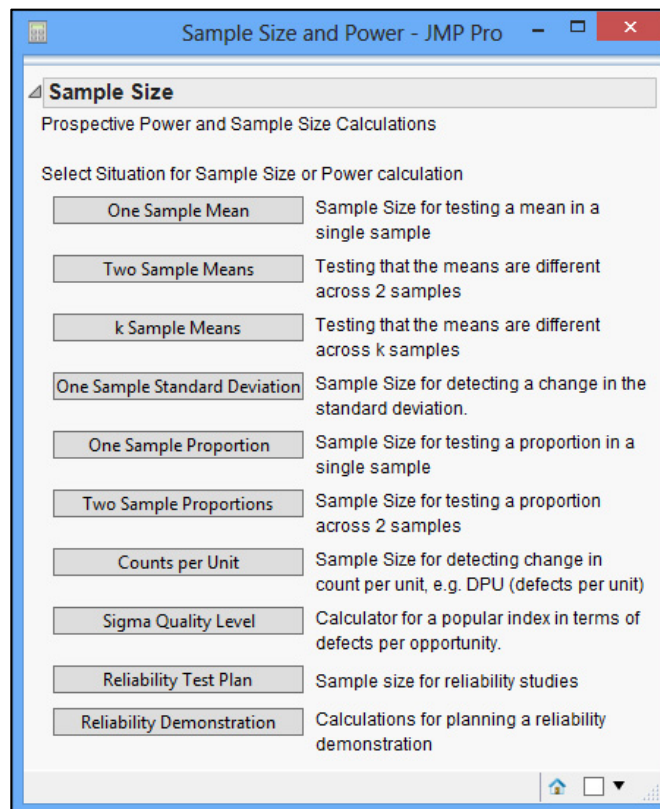 Sample Size and Power - JMP Pro
Sample Size
Prospective Power and Sample Size Calculations
Select Situation for Sample Size or Power calculation
One Sample Mean
Sample Size for testing a mean in a
single sample
Two Sample Means
Testing that the means are different
across 2 samples
k Sample Means
Testing that the means are different
across k samples
One Sample Standard Deviation
Sample Size for detecting a change in the
standard deviation.
One Sample Proportion
Sample Size for testing a proportion in a
single sample
Two Sample Proportions
Sample Size for testing a proportion
across 2 samples
Counts per Unit
Sample Size for detecting change in
count per unit, e.g. DPU (defects per unit)
Sigma Quality Level
Calculator for a popular index in terms of
defects per opportunity.
Reliability Test Plan
Sample size for reliability studies
Reliability Demonstration
Calculations for planning a reliability
demonstration